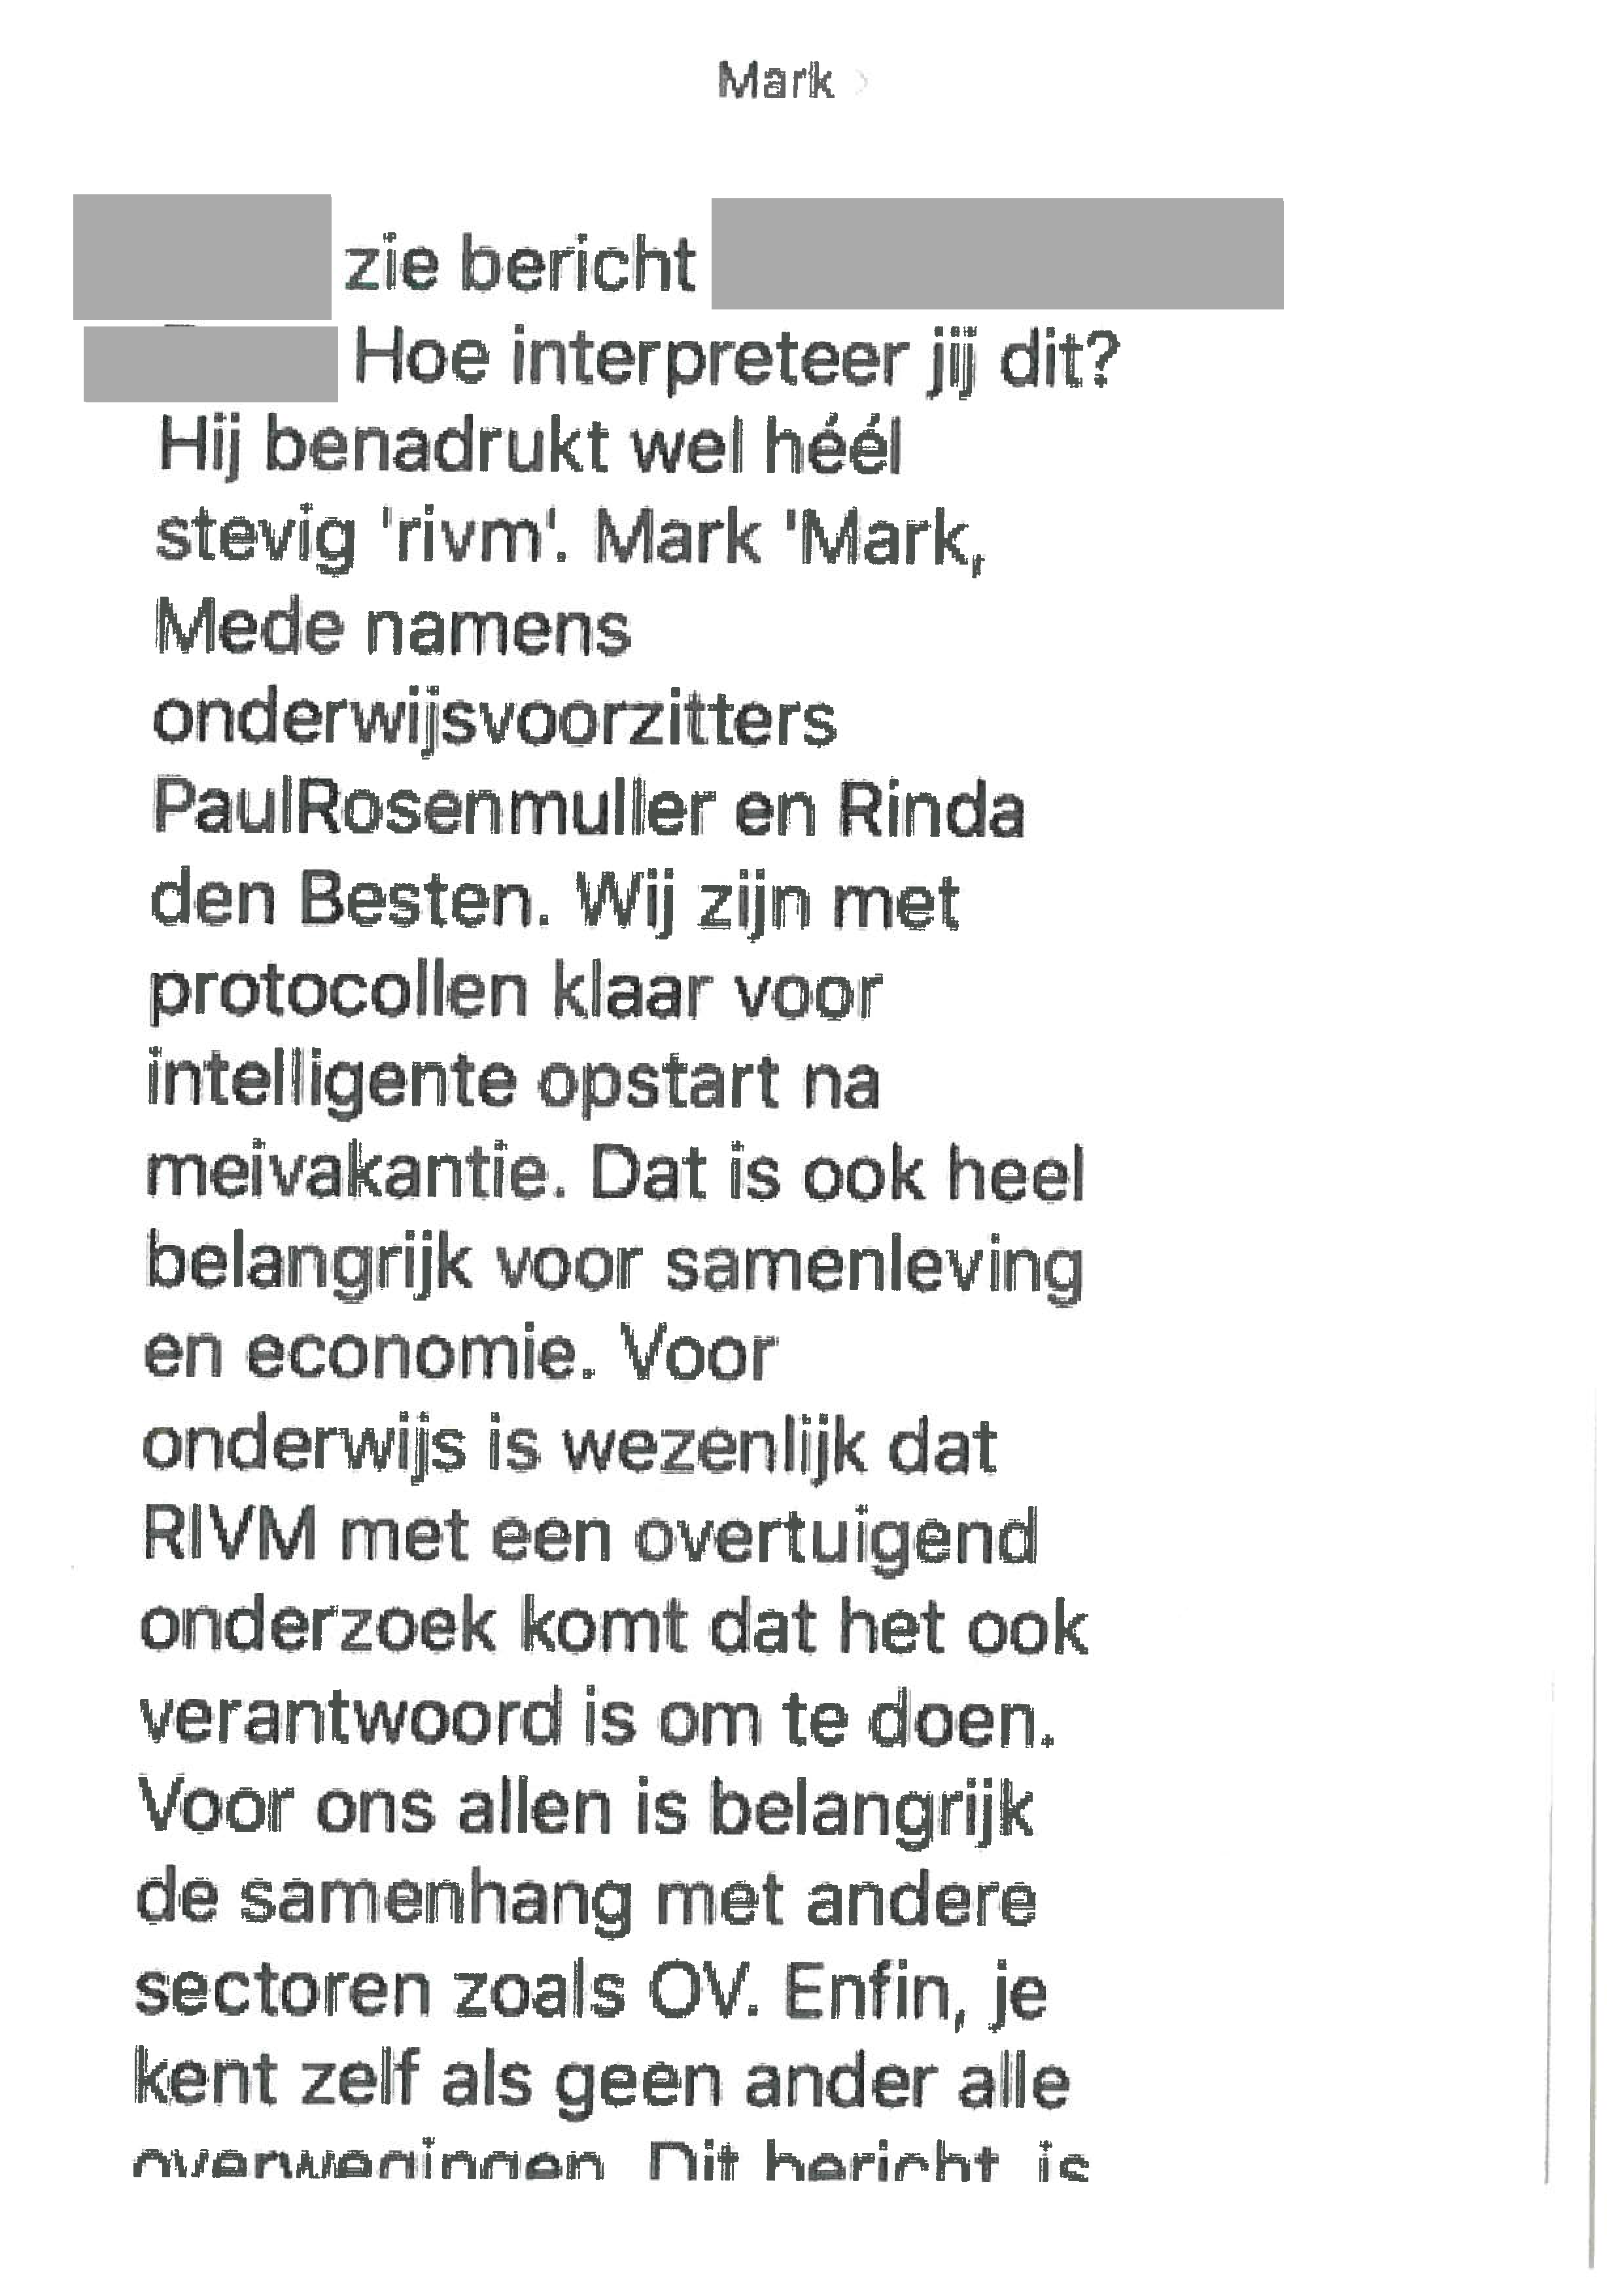 Mark
zie bericht
Hoe interpreteer jij dit?
Hij benadrukt wel héél
stevig 'rivm'. Mark 'Mark,
Mede namens
onderwijsvoorzitters
PaulRosenmuller en Rinda
den Besten. Wij zijn met
protocollen klaar voor
intelligente opstart na
meivakantie. Dat is ook heel
belangrijk voor samenleving
en economie. Voor
onderwijs is wezenlijk dat
RIVM met een overtuigend
onderzoek komt dat het ook
verantwoord is om te doen.
Voor ons allen is belangrijk
de samenhang met andere
sectoren zoals OV. Enfin, je
kent zelf als geen ander alle
overwegingen Dit bericht is